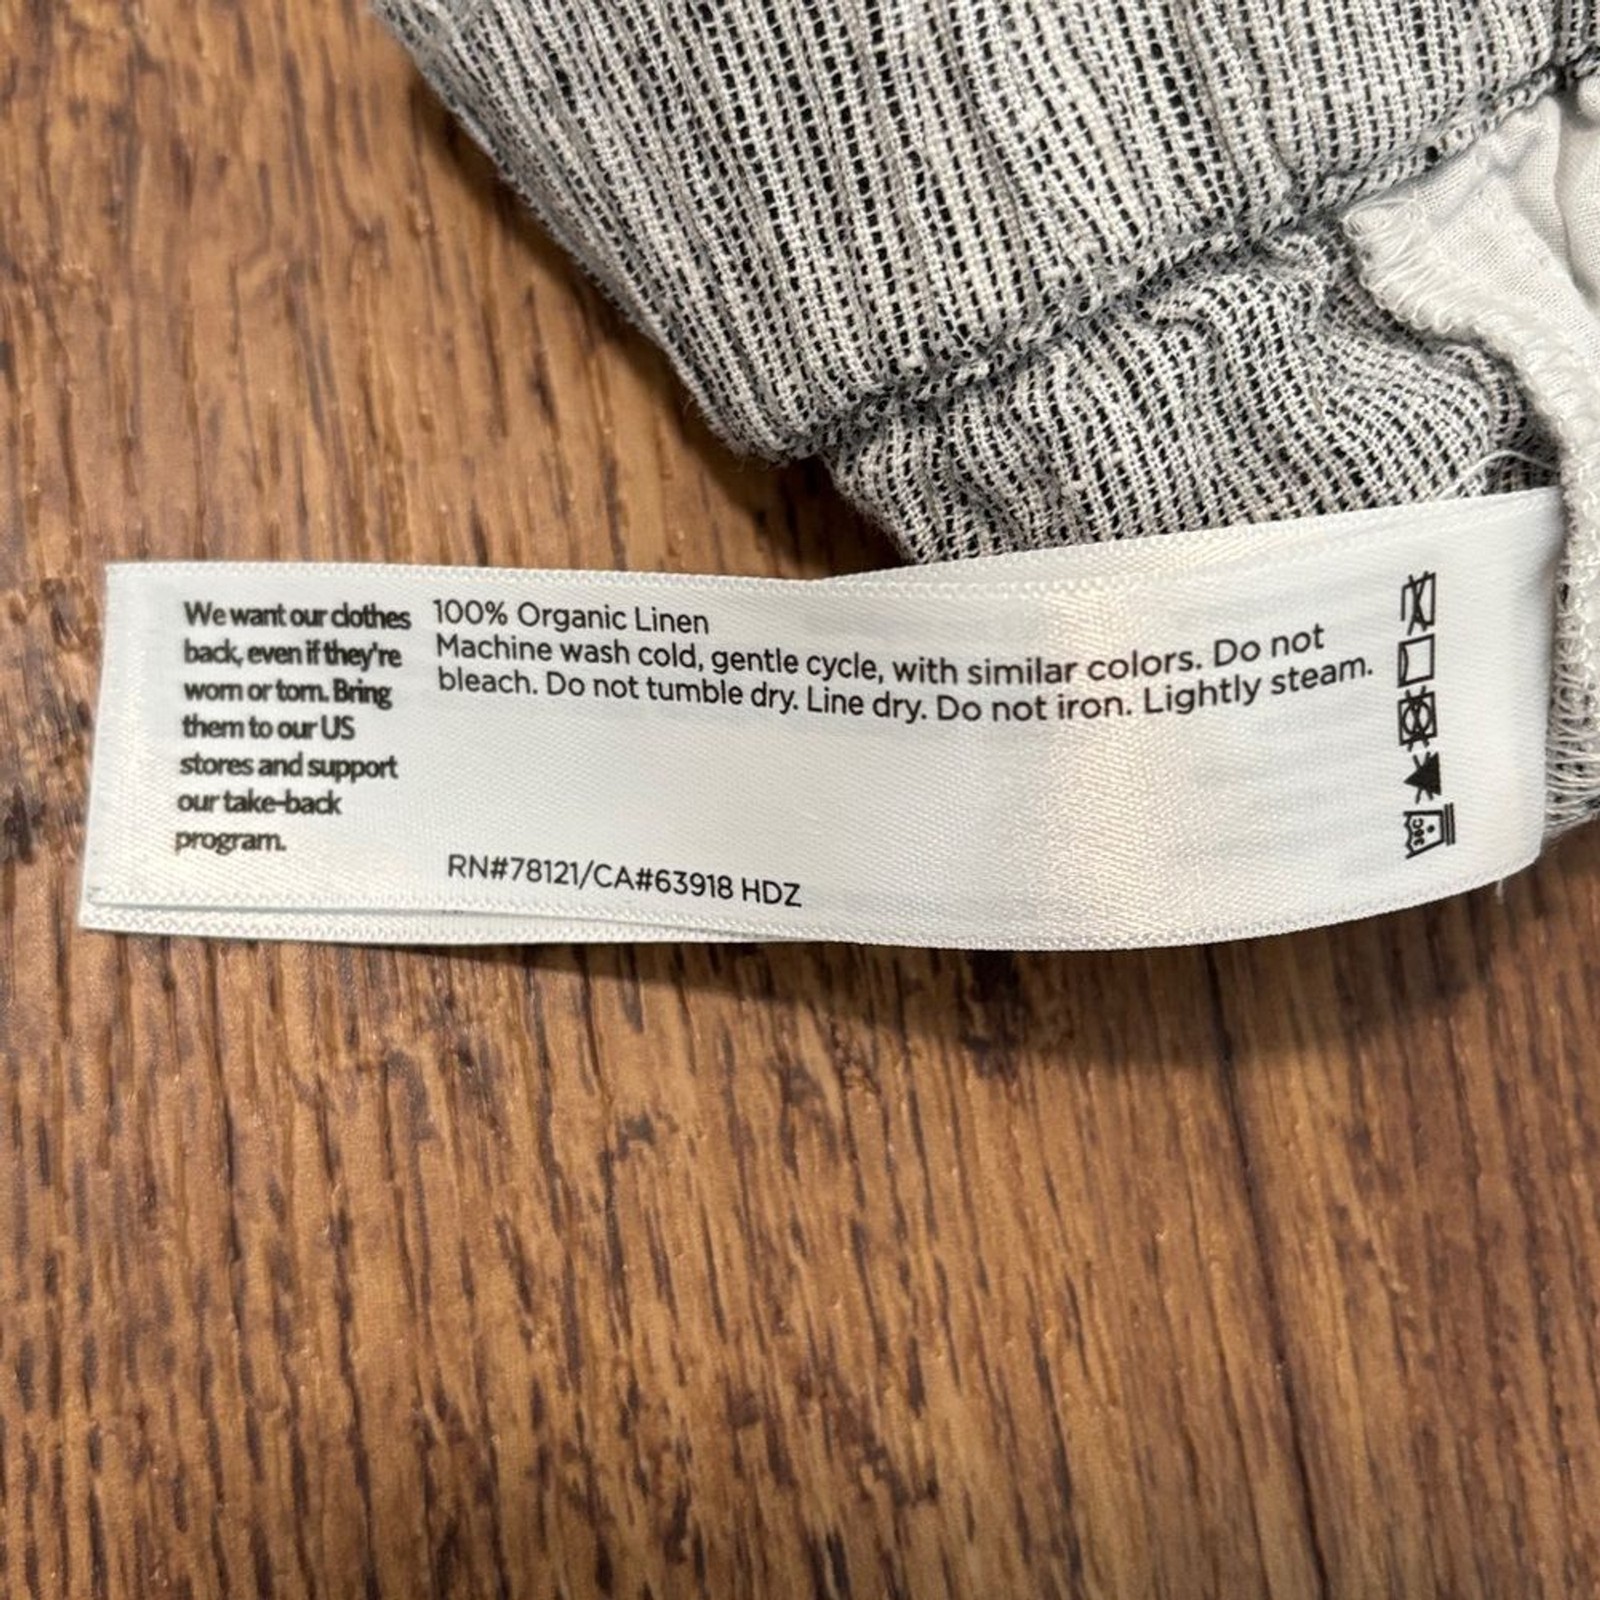 We want our clothes
back, even if they're
worn or torn. Bring
them to our US
stores and support
our take-back
program.
100% Organic Linen
Machine wash cold, gentle cycle, with similar colors. Do not
bleach. Do not tumble dry. Line dry. Do not iron. Lightly steam.
RN#78121/CA#63918 HDZ
30C